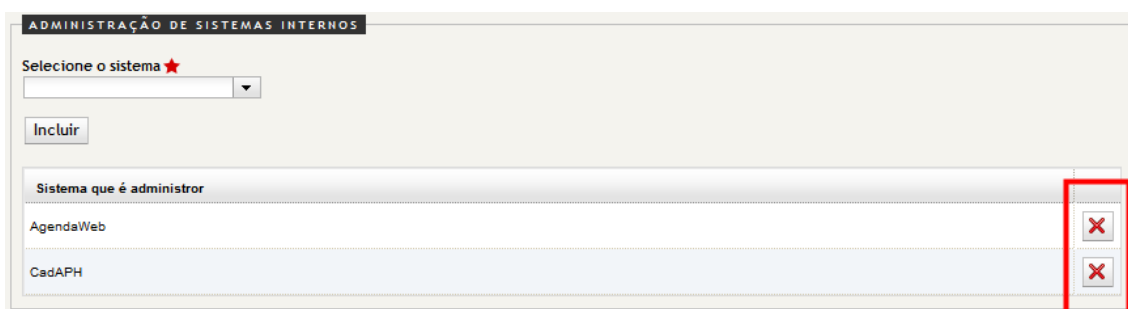 ADMINISTRAÇÃO DE SISTEMAS INTERNOS
Selecione o sistema
Incluir
Sistema que é administror
AgendaWeb
CadAPH